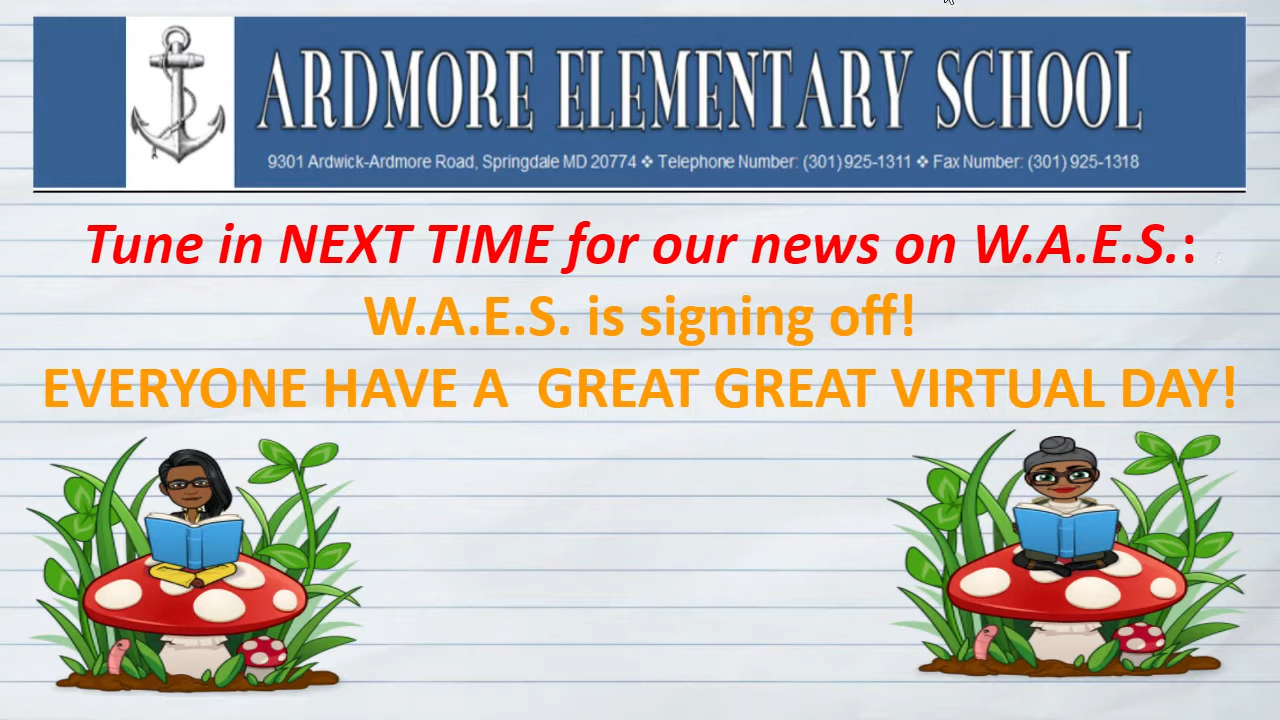 ARDMORE ELEMENTARY SCHOOL
9301 Ardwick-Ardmore Road, Springdale MD 20774 ❖ Telephone Number: (301) 925-1311 ❖ Fax Number: (301) 925-1318
Tune in NEXT TIME for our news on W.A.E.S.:
W.A.E.S. is signing off!
EVERYONE HAVE A  GREAT GREAT VIRTUAL DAY!